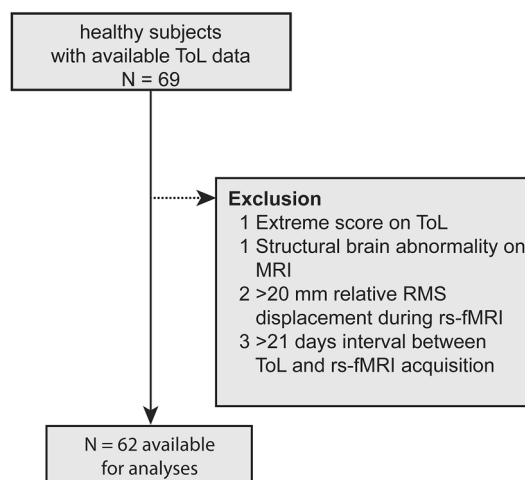 healthy subjects
with available ToL data
N = 69
Exclusion
1 Extreme score on ToL
1 Structural brain abnormality on
MRI
2 >20 mm relative RMS
displacement during rs-fMRI
3 >21 days interval between
ToL and rs-fMRI acquisition
N = 62 available
for analyses